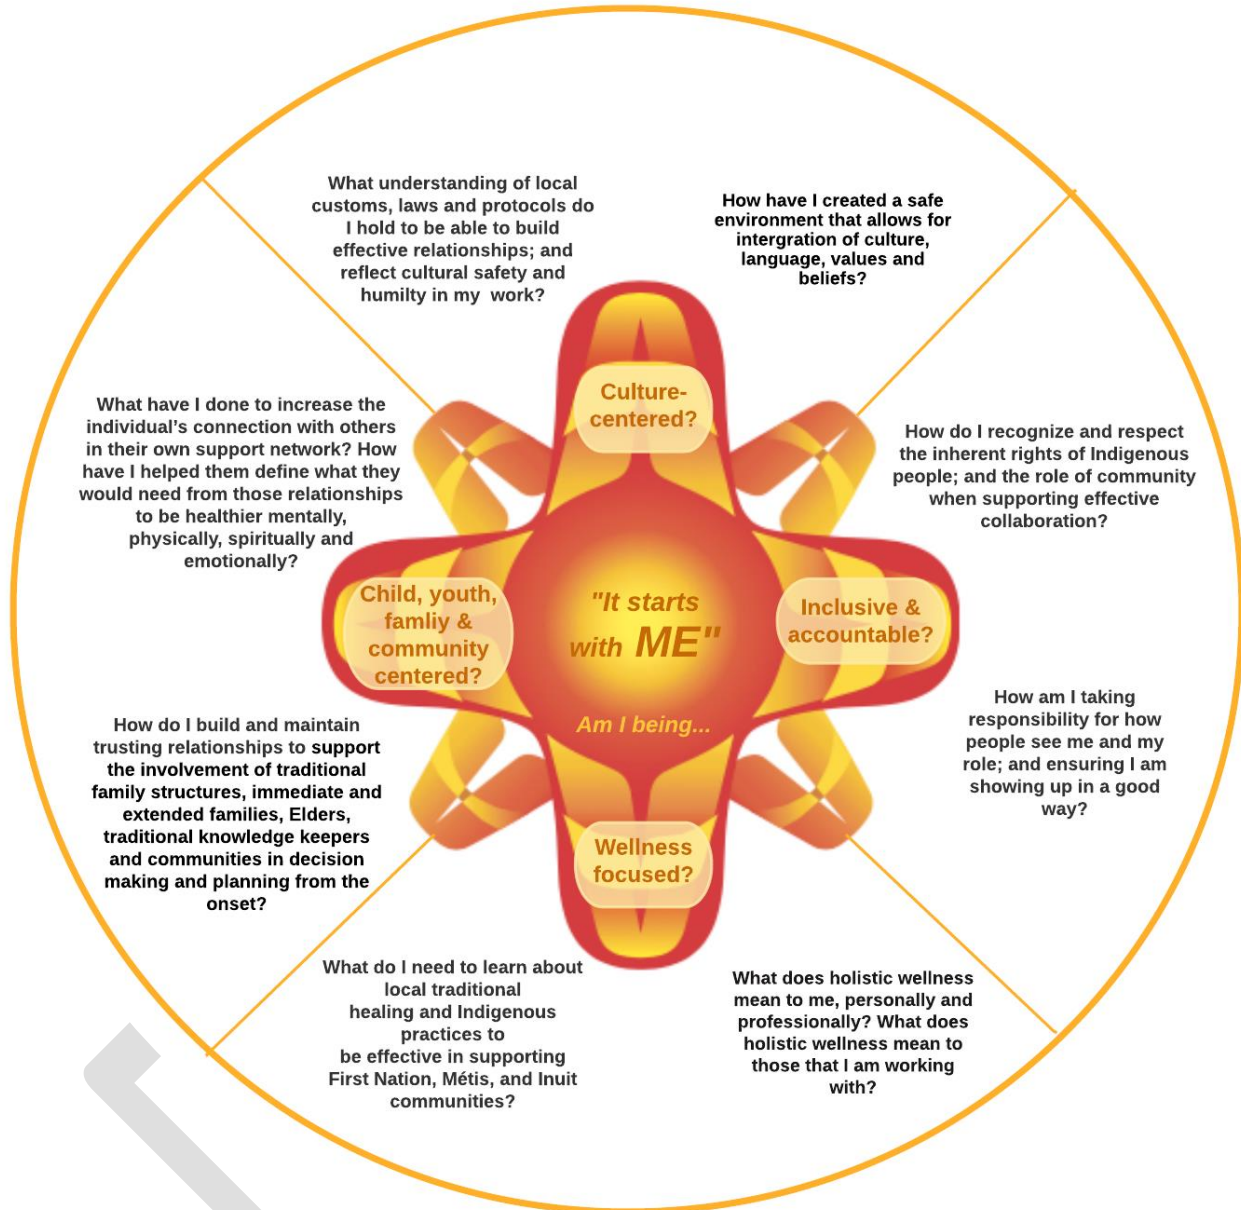 What understanding of local
customs, laws and protocols do
I hold to be able to build
effective relationships; and
reflect cultural safety and
humilty in my work?
How have I created a safe
environment that allows for
intergration of culture,
language, values and
beliefs?
Culture-
centered?
What have I done to increase the
individual's connection with others
in their own support network? How
have I helped them define what they
would need from those relationships
to be healthier mentally,
physically, spiritually and
emotionally?
How do I recognize and respect
the inherent rights of Indigenous
people; and the role of community
when supporting effective
collaboration?
Child, youth,
famliy &
community
centered?
"It starts
with ME"
Am I being...
Inclusive &
accountable?
How do I build and maintain
trusting relationships to support
the involvement of traditional
family structures, immediate and
extended families, Elders,
traditional knowledge keepers
and communities in decision
making and planning from the
onset?
How am I taking
responsibility for how
people see me and my
role; and ensuring I am
showing up in a good
way?
Wellness
focused?
What do I need to learn about
local traditional
healing and Indigenous
practices to
be effective in supporting
First Nation, Métis, and Inuit
communities?
What does holistic wellness
mean to me, personally and
professionally? What does
holistic wellness mean to
those that I am working
with?